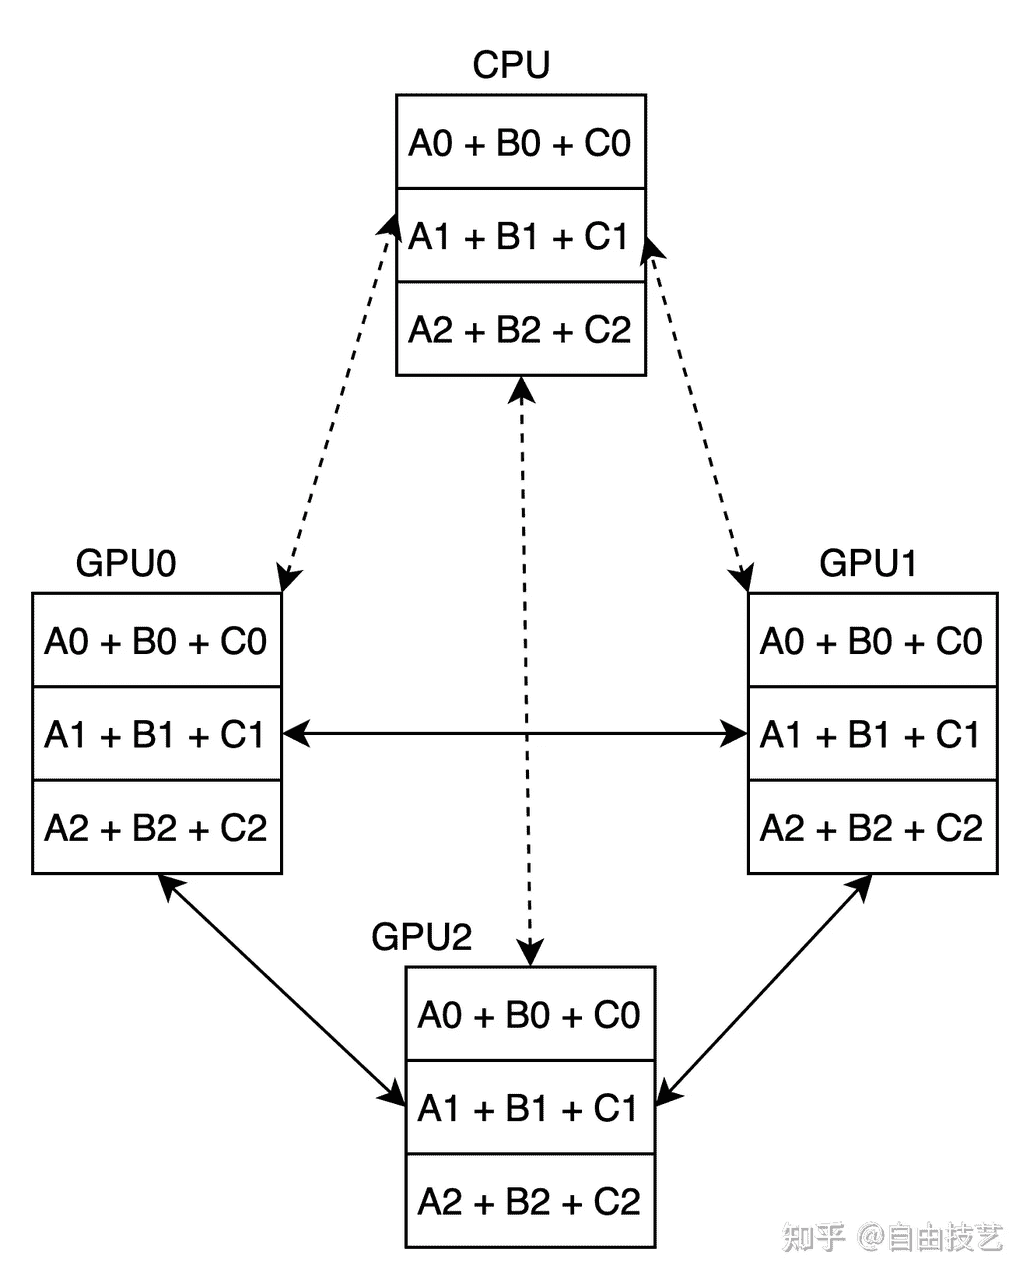 CPU
A0 + B0 + C0
A1 + B1 + C1
A2 + B2 + C2
GPU0
A0 + B0 + C0
A1 + B1 + C1
A2 + B2 + C2
GPU1
A0 + B0 + C0
A1 + B1 + C1
A2 + B2 + C2
GPU2
A0 + B0 + C0
A1 + B1 + C1
A2 + B2 + C2
知乎 @自由技艺